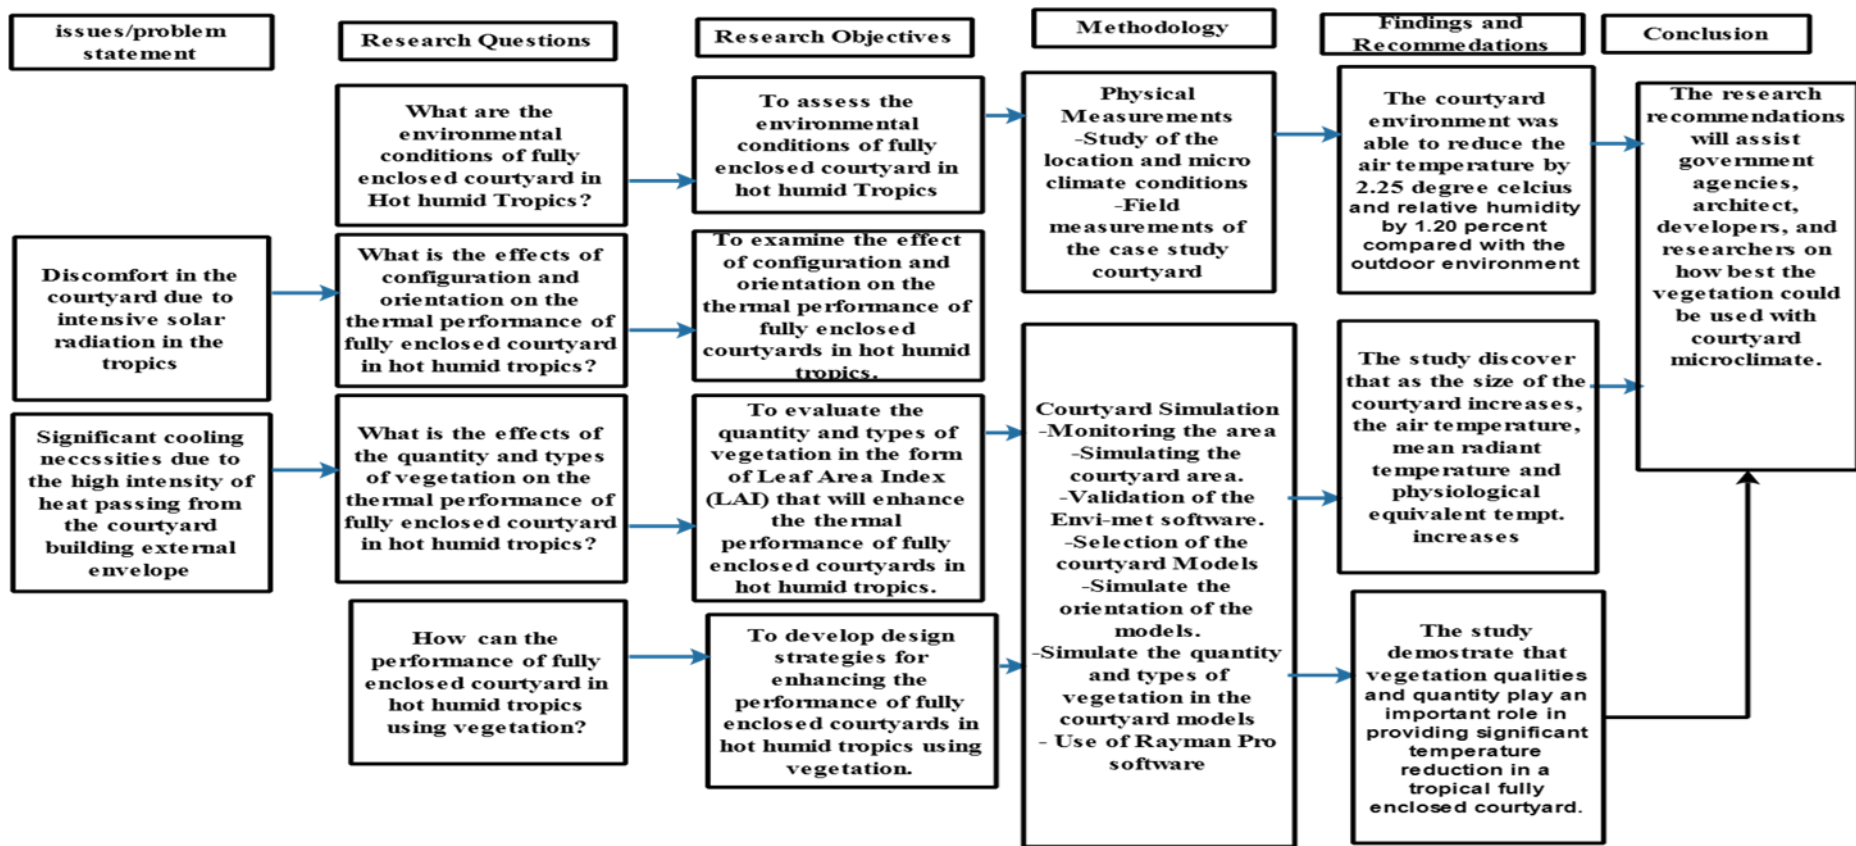 issues/problem
statement
Research Questions
Research Objectives
Methodology
Findings and
Recommedations
Conclusion
Discomfort in the
courtyard due to
intensive solar
radiation in the
tropics
Significant cooling
neccssities due to
the high intensity of
heat passing from
the courtyard
building external
envelope
What are the
environmental
conditions of fully
enclosed courtyard in
Hot humid Tropics?
What is the effects of
configuration and
orientation on the
thermal performance of
fully enclosed courtyard
in hot humid tropics?
What is the effects of
the quantity and types
of vegetation on the
thermal performance of
fully enclosed courtyard
in hot humid tropics?
How can the
performance of fully
enclosed courtyard in
hot humid tropics
using vegetation?
To assess the
environmental
conditions of fully
enclosed courtyard in
hot humid Tropics
To examine the effect
of configuration and
orientation on the
thermal performance of
fully enclosed
courtyards in hot humid
tropics.
To evaluate the
quantity and types of
vegetation in the form
of Leaf Area Index
(LAI) that will enhance
the thermal
performance of fully
enclosed courtyards in
hot humid tropics.
To develop design
strategies for
enhancing the
performance of fully
enclosed courtyards in
hot humid tropics using
vegetation.
Physical
Measurements
-Study of the
location and micro
climate conditions
-Field
measurements of
the case study
courtyard
Courtyard Simulation
-Monitoring the area
-Simulating the
courtyard area.
-Validation of the
Envi-met software.
-Selection of the
courtyard Models
-Simulate the
orientation of the
models.
-Simulate the quantity
and types of
vegetation in the
courtyard models
- Use of Rayman Pro
software
The courtyard
environment was
able to reduce the
air temperature by
2.25 degree celcius
and relative humidity
by 1.20 percent
compared with the
outdoor environment
The study discover
that as the size of the
courtyard increases,
the air temperature,
mean radiant
temperature and
physiological
equivalent tempt.
increases
The study
demostrate that
vegetation qualities
and quantity play an
important role in
providing significant
temperature
reduction in a
tropical fully
enclosed courtyard.
The research
recommendations
will assist
government
agencies,
architect,
developers, and
researchers on
how best the
vegetation could
be used with
courtyard
microclimate.